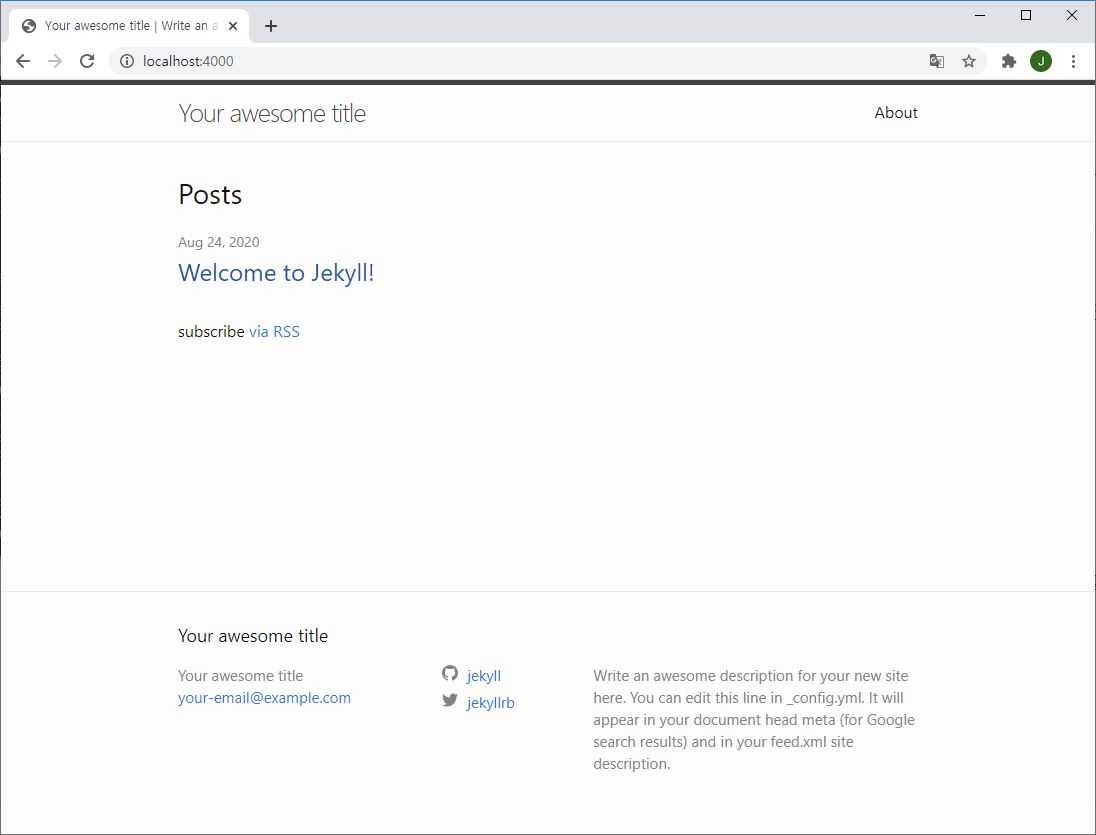 Your awesome title | Write an a
localhost:4000
J
Your awesome title
About
Posts
Aug 24, 2020
Welcome to Jekyll!
subscribe via RSS
Your awesome title
Your awesome title
your-email@example.com
jekyll
jekyllrb
Write an awesome description for your new site
here. You can edit this line in _config.yml. It will
appear in your document head meta (for Google
search results) and in your feed.xml site
description.